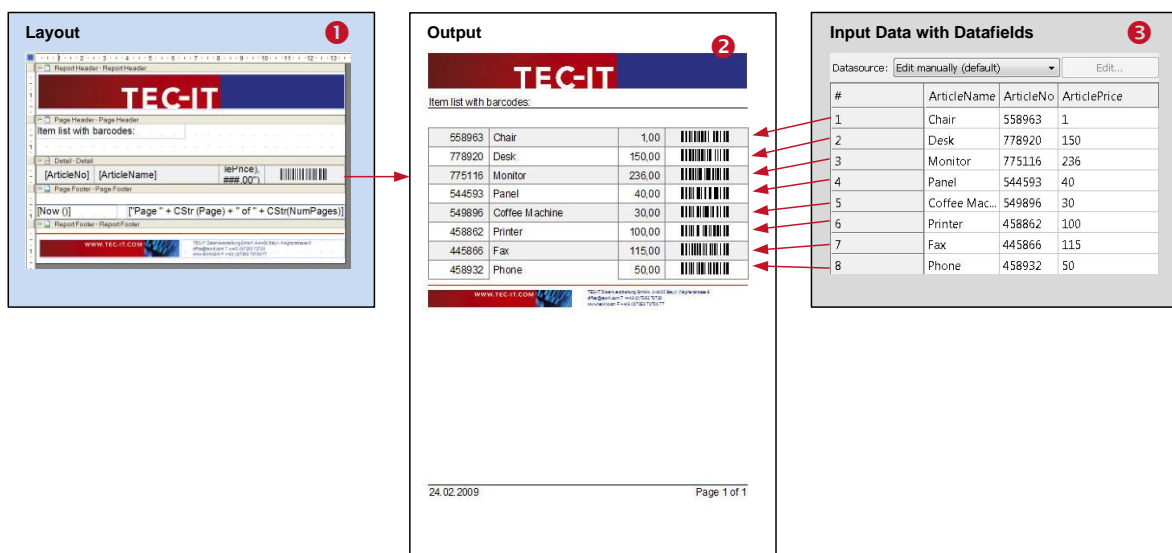 Layout
1
Report Header - Report Header
TEC-IT
Page Header - Page Header
Item list with barcodes:
Detail - Detail
[ArticleNo] [ArticleName] lePrice),
###.00")
Page Footer - Page Footer
[Now ()] ["Page " + CStr (Page) + " of " + CStr(NumPages)]
Report Footer - Report Footer
WWW.TEC-IT.COM
Output
2
TEC-IT
Item list with barcodes:
558963 Chair 1,00
778920 Desk 150,00
775116 Monitor 236,00
544593 Panel 40,00
549896 Coffee Machine 30,00
458862 Printer 100,00
445866 Fax 115,00
458932 Phone 50,00
WWW.TEC-IT.COM
24.02.2009 Page 1 of 1
Input Data with Datafields
3
Datasource: Edit manually (default) Edit...
# ArticleName ArticleNo ArticlePrice
1 Chair 558963 1
2 Desk 778920 150
3 Monitor 775116 236
4 Panel 544593 40
5 Coffee Mac... 549896 30
6 Printer 458862 100
7 Fax 445866 115
8 Phone 458932 50